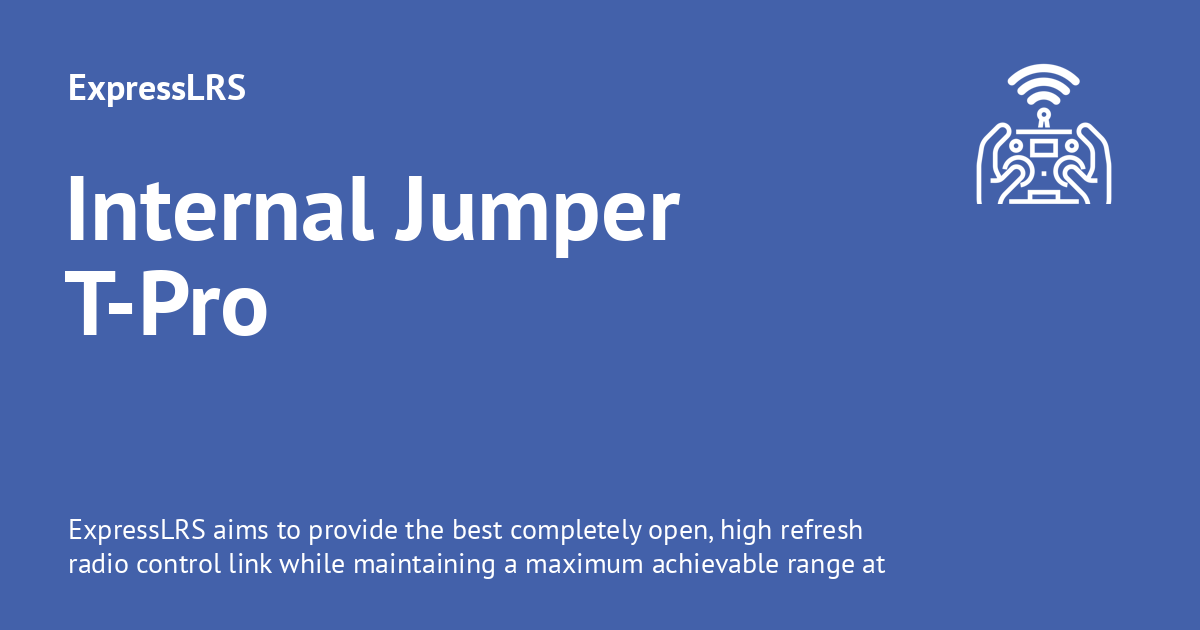 ExpressLRS
Internal Jumper
T-Pro
ExpressLRS aims to provide the best completely open, high refresh
radio control link while maintaining a maximum achievable range at